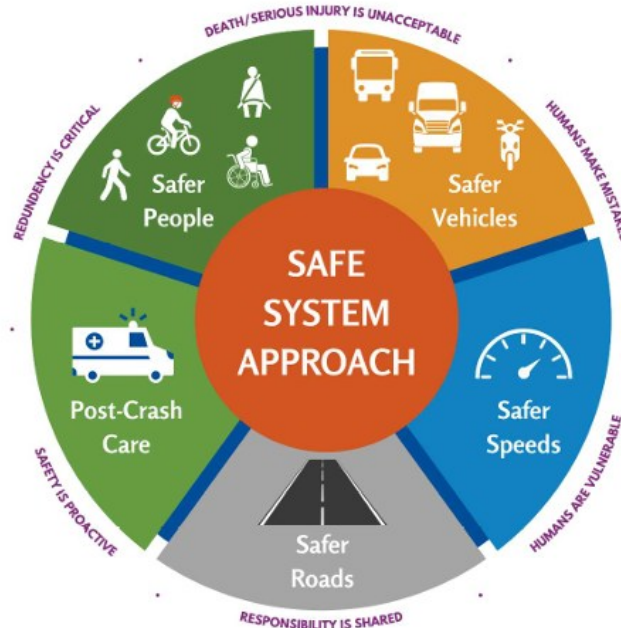 DEATH/SERIOUS INJURY IS UNACCEPTABLE
HUMANS MAKE MISTAKES
HUMANS ARE VULNERABLE
RESPONSIBILITY IS SHARED
SAFETY IS PROACTIVE
REDUNDENCY IS CRITICAL
Safer
People
Safer
Vehicles
SAFE
SYSTEM
APPROACH
Post-Crash
Care
Safer
Speeds
Safer
Roads